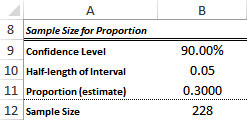 A B
8 Sample Size for Proportion
9 Confidence Level 90.00%
10 Half-length of Interval 0.05
11 Proportion (estimate) 0.3000
12 Sample Size 228